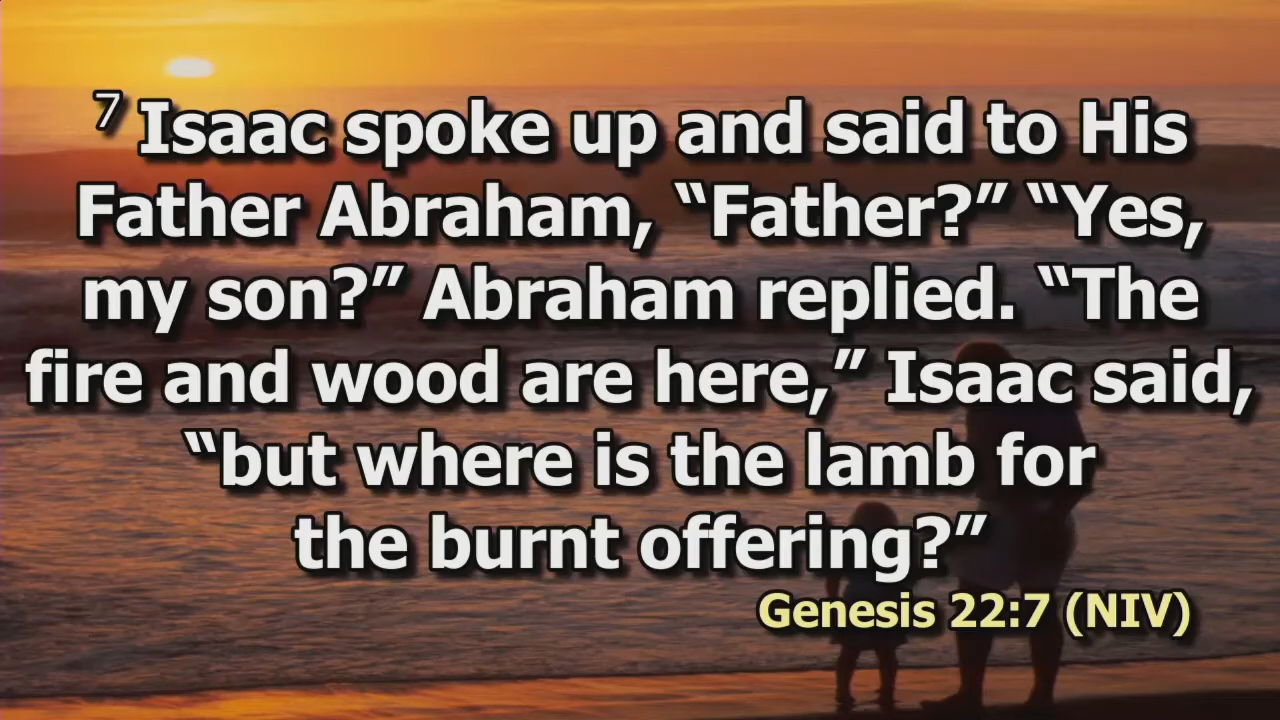 7 Isaac spoke up and said to His
Father Abraham, “Father?” “Yes,
my son?” Abraham replied. “The
fire and wood are here,” Isaac said,
“but where is the lamb for
the burnt offering?”
Genesis 22:7 (NIV)